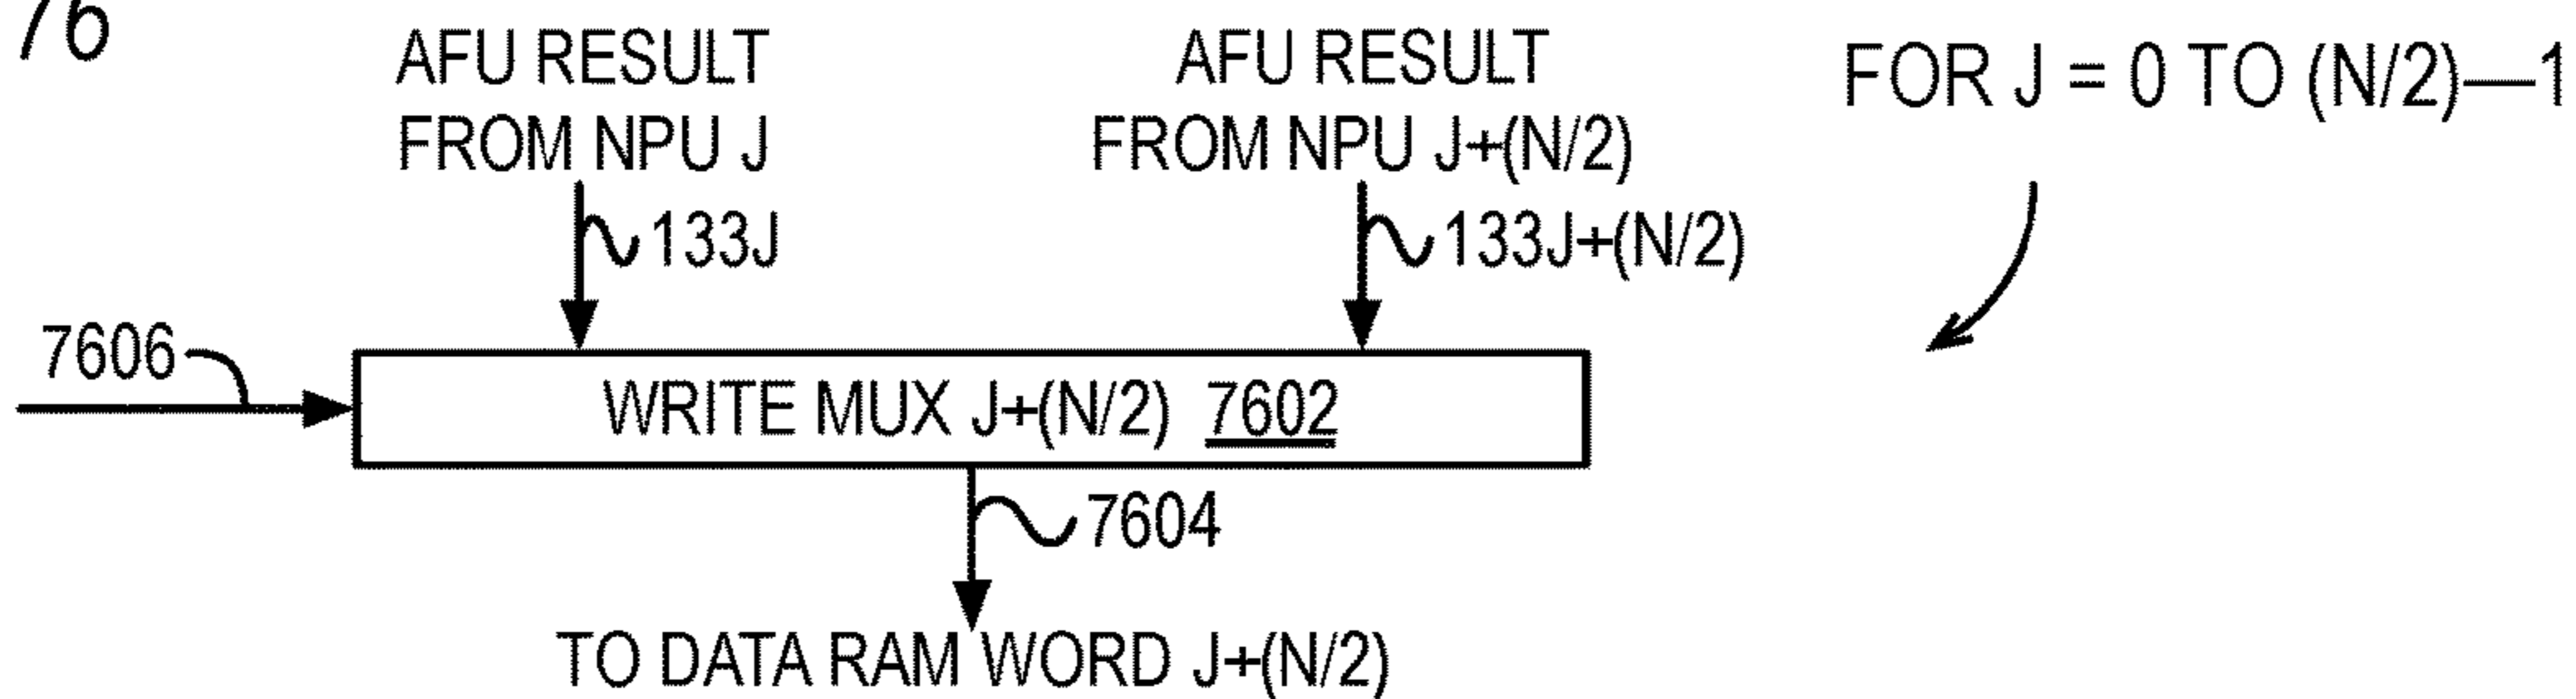 76
AFU RESULT
FROM NPU J
AFU RESULT
FROM NPU J+(N/2)
FOR J = 0 TO (N/2)—1
133J
133J+(N/2)
7606
WRITE MUX J+(N/2) 7602
7604
TO DATA RAM WORD J+(N/2)